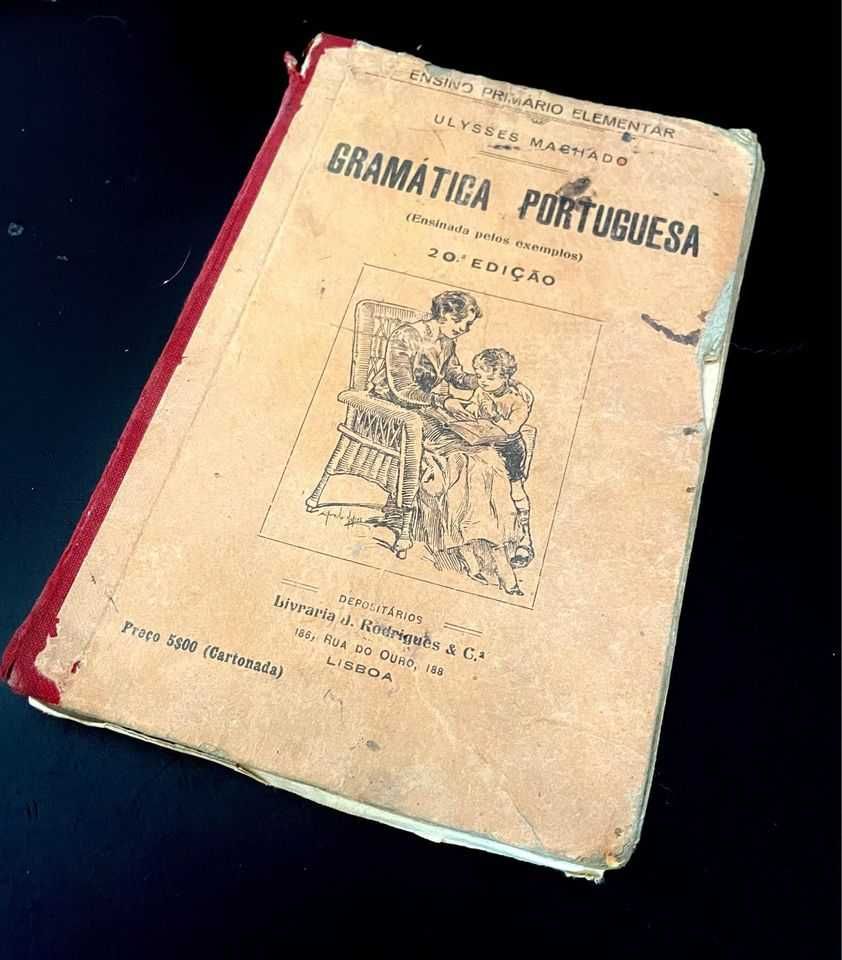 ENSINO PRIMÁRIO ELEMENTAR
ULYSSES MACHADO
GRAMÁTICA PORTUGUESA
(Ensinada pelos exemplos)
20.ª EDIÇÃO
DEPOSITÁRIOS
Livraria J. Rodrigues & C.ª
186, RUA DO OURO, 188
LISBOA
Preço 5$00 (Cartonada)